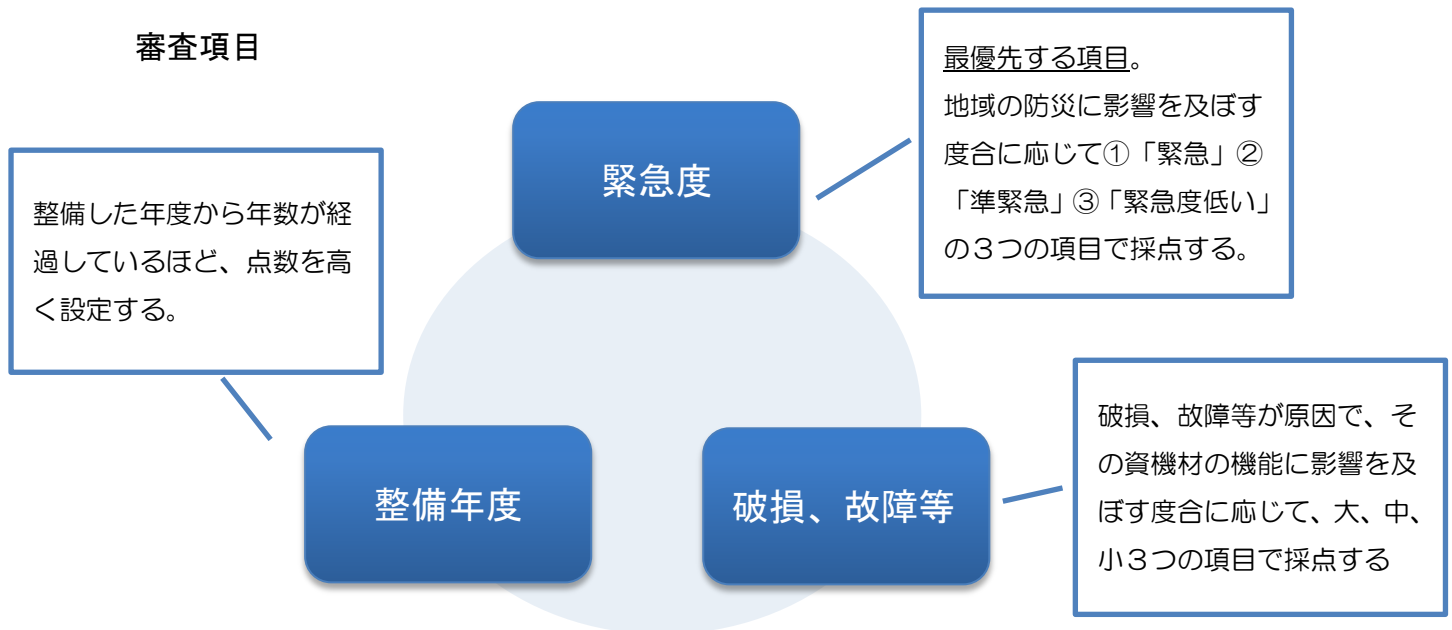 審査項目
最優先する項目。
地域の防災に影響を及ぼす
度合に応じて①「緊急」②
「準緊急」③「緊急度低い」
の３つの項目で採点する。
緊急度
整備した年度から年数が経
過しているほど、点数を高
く設定する。
整備年度
破損、故障等
破損、故障等が原因で、そ
の資機材の機能に影響を及
ぼす度合に応じて、大、中、
小３つの項目で採点する